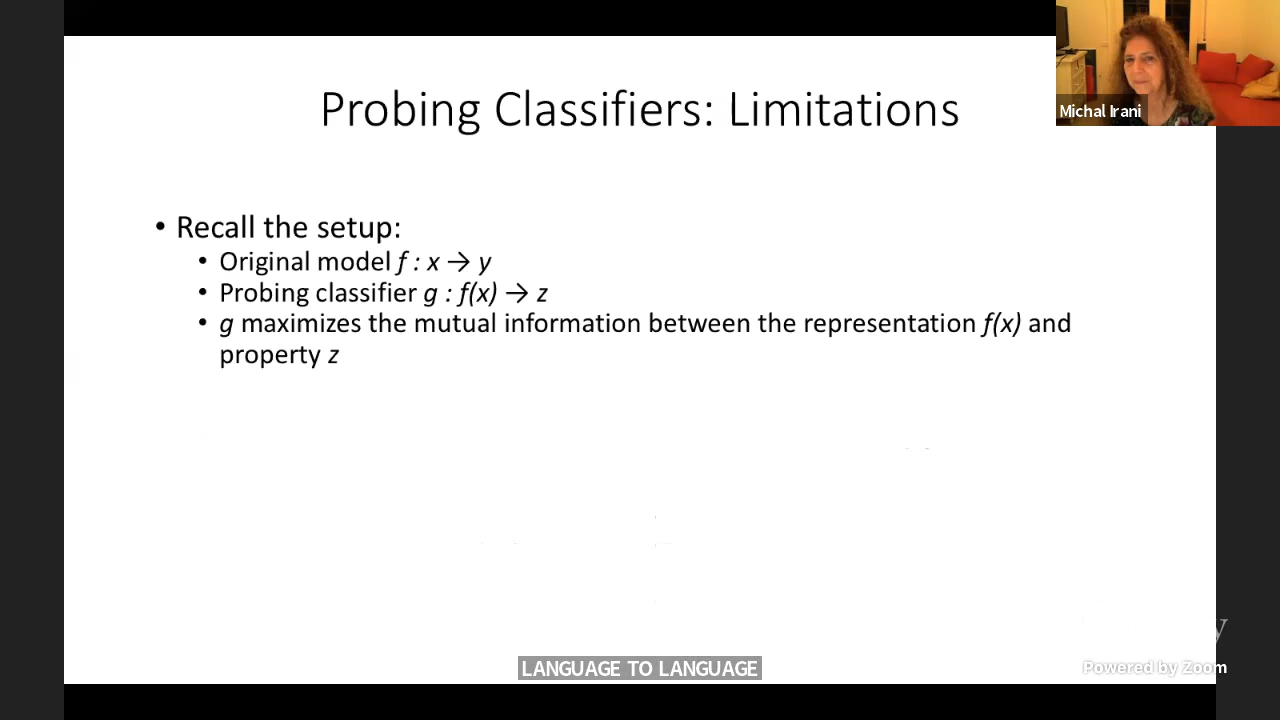 Probing Classifiers: Limitations
Michal Irani
• Recall the setup:
• Original model f : x → y
• Probing classifier g : f(x) → z
• g maximizes the mutual information between the representation f(x) and
property z
y
LANGUAGE TO LANGUAGE
Powered by Zoom